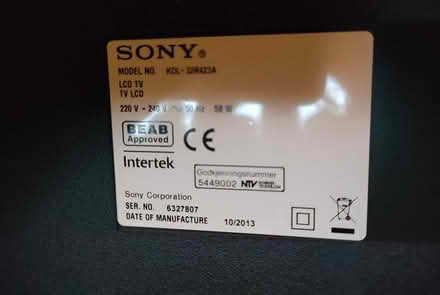 SONY®
MODEL NO. KDL-32R423A
LCD TV
TV LCD
220 V - 240 V ~ 50 Hz 58 W
BEAB
Approved
CE
Intertek
Godkjenningsnummer
5449002 NTV
Sony Corporation
SER. NO. 6327807
DATE OF MANUFACTURE 10/2013